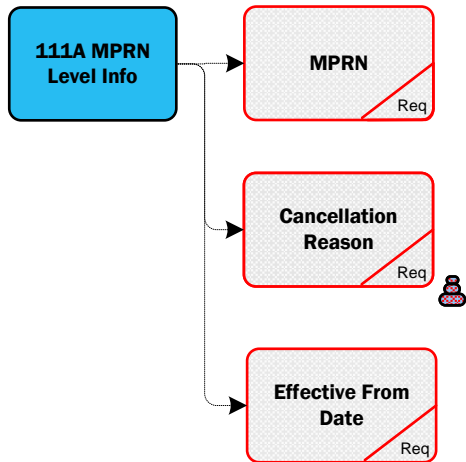 111A MPRN
Level Info
MPRN
Req
Cancellation
Reason
Req
Effective From
Date
Req